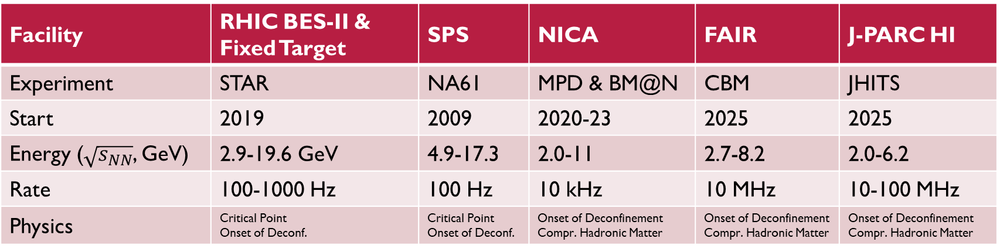 Facility RHIC BES-II & SPS NICA FAIR J-PARC HI
Fixed Target
Experiment STAR NA61 MPD & BM@N CBM JHITS
Start 2019 2009 2020-23 2025 2025
Energy (√s_NN, GeV) 2.9-19.6 GeV 4.9-17.3 2.0-11 2.7-8.2 2.0-6.2
Rate 100-1000 Hz 100 Hz 10 kHz 10 MHz 10-100 MHz
Physics Critical Point Critical Point Onset of Deconfinement Onset of Deconfinement Onset of Deconfinement
Onset of Deconf. Onset of Deconf. Compr. Hadronic Matter Compr. Hadronic Matter Compr. Hadronic Matter